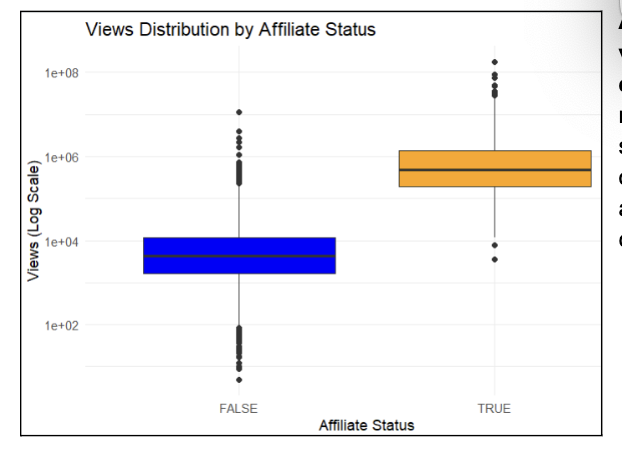 Views Distribution by Affiliate Status
1e+08
1e+06
1e+04
1e+02
Views (Log Scale)
FALSE
TRUE
Affiliate Status